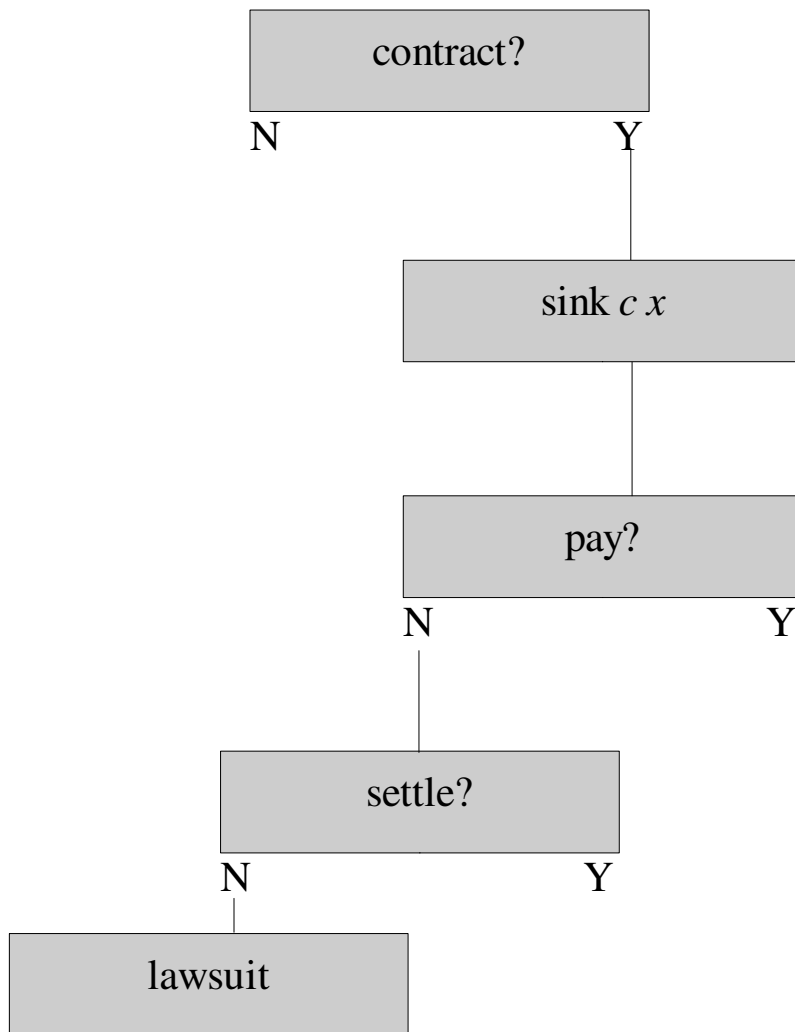 contract?
N Y
sink c x
pay?
N Y
settle?
N Y
lawsuit